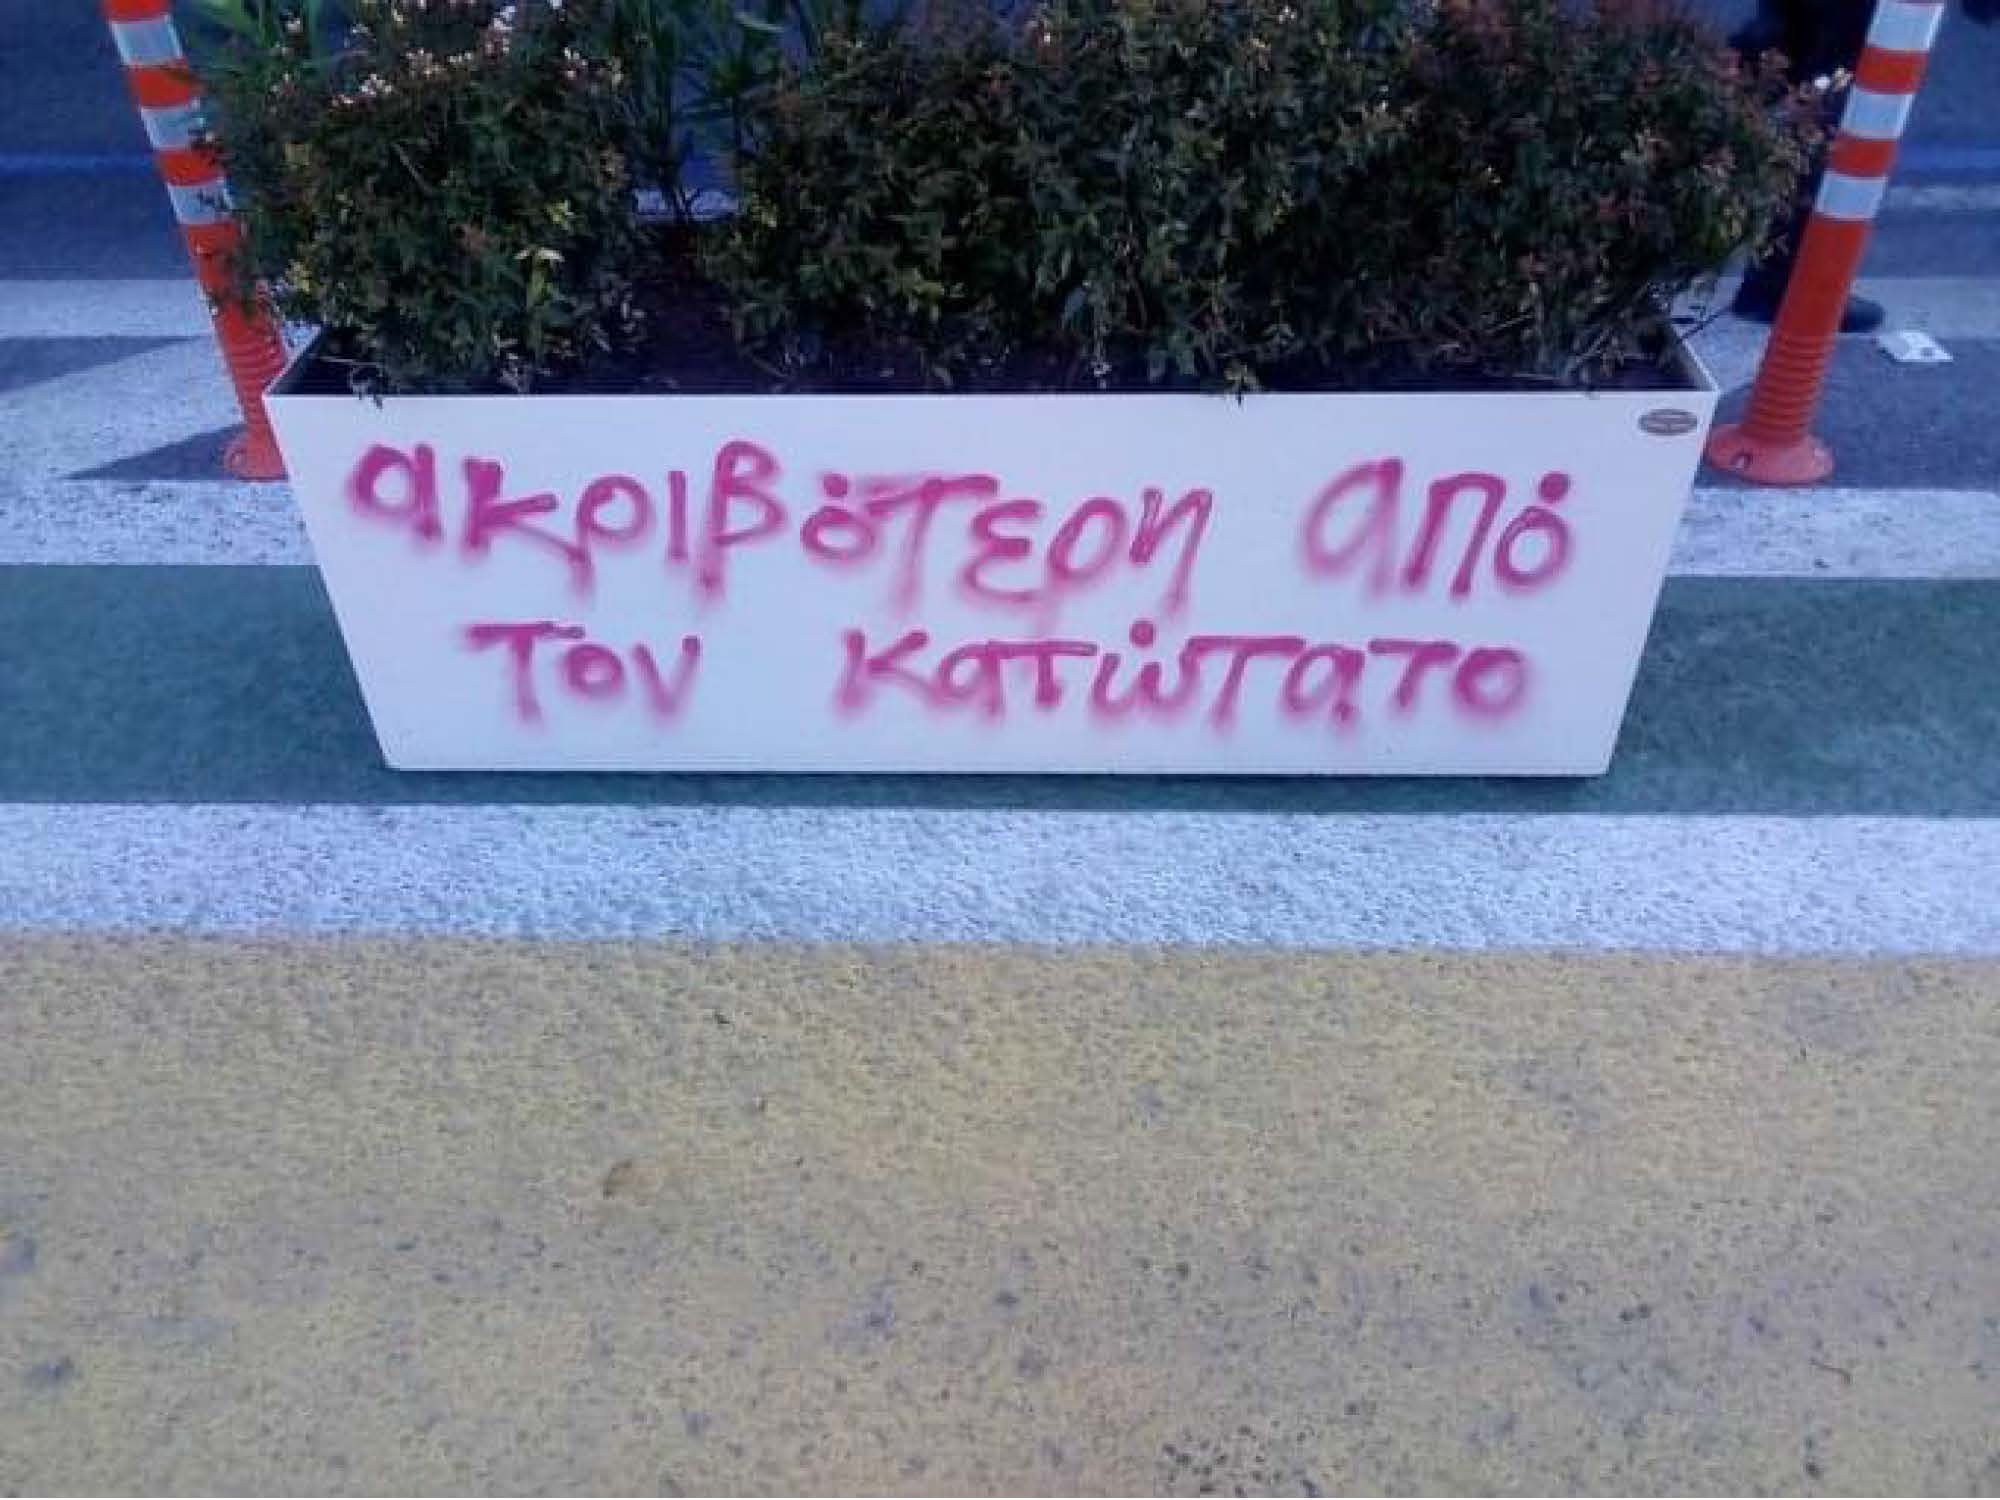 ακριβότερη από
τον κατώτατο